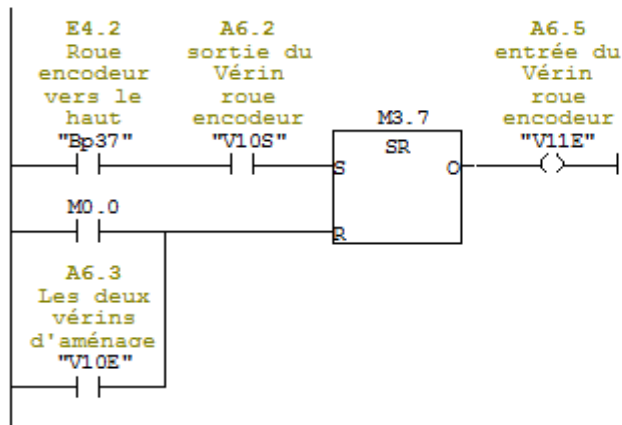 E4.2
Roue
encodeur
vers le
haut
"Bp37"
A6.2
sortie du
Vérin
roue
encodeur
"V10S"
A6.5
entrée du
Vérin
roue
encodeur
"V11E"
M3.7
SR
S
Q
R
M0.0
A6.3
Les deux
vérins
d'aménage
"V10E"